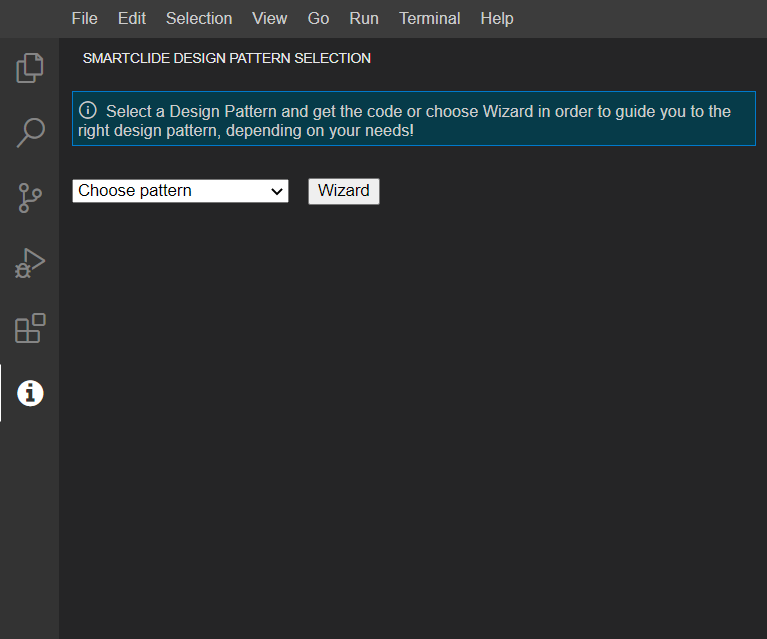 File Edit Selection View Go Run Terminal Help
SMARTCLIDE DESIGN PATTERN SELECTION
Select a Design Pattern and get the code or choose Wizard in order to guide you to the
right design pattern, depending on your needs!
Choose pattern Wizard